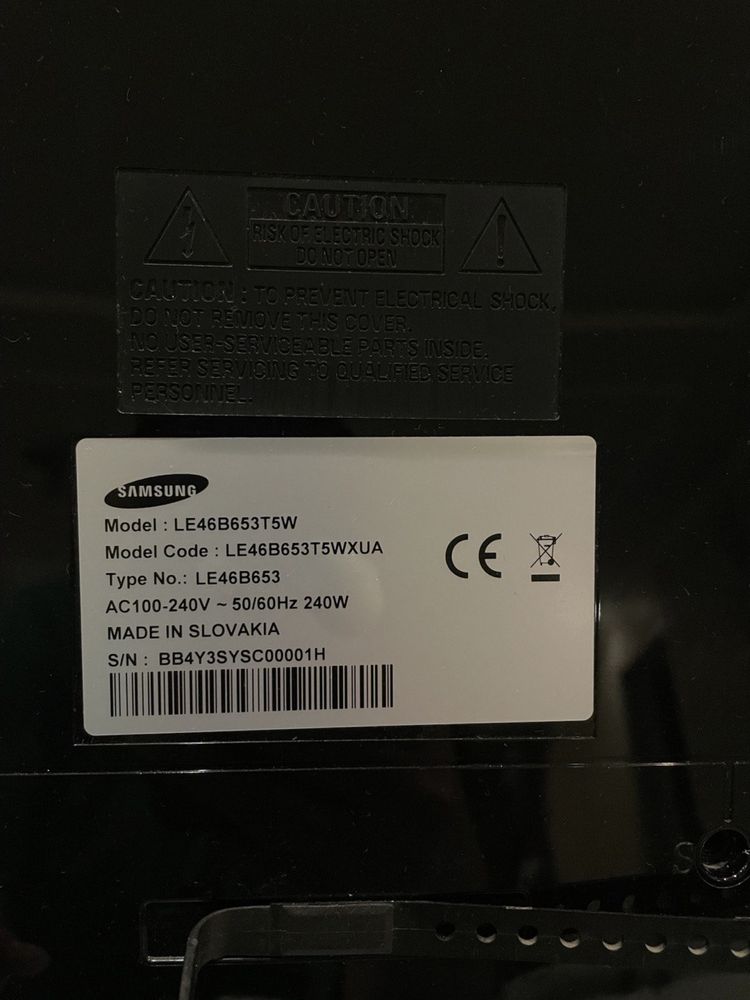 CAUTION
RISK OF ELECTRIC SHOCK
DO NOT OPEN
CAUTION : TO PREVENT ELECTRICAL SHOCK,
DO NOT REMOVE THIS COVER.
NO USER-SERVICEABLE PARTS INSIDE.
REFER SERVICING TO QUALIFIED SERVICE
PERSONNEL.
SAMSUNG
Model : LE46B653T5W
Model Code : LE46B653T5WXUA
Type No.: LE46B653
AC100-240V ~ 50/60Hz 240W
MADE IN SLOVAKIA
S/N : BB4Y3SYSC00001H
CE
S